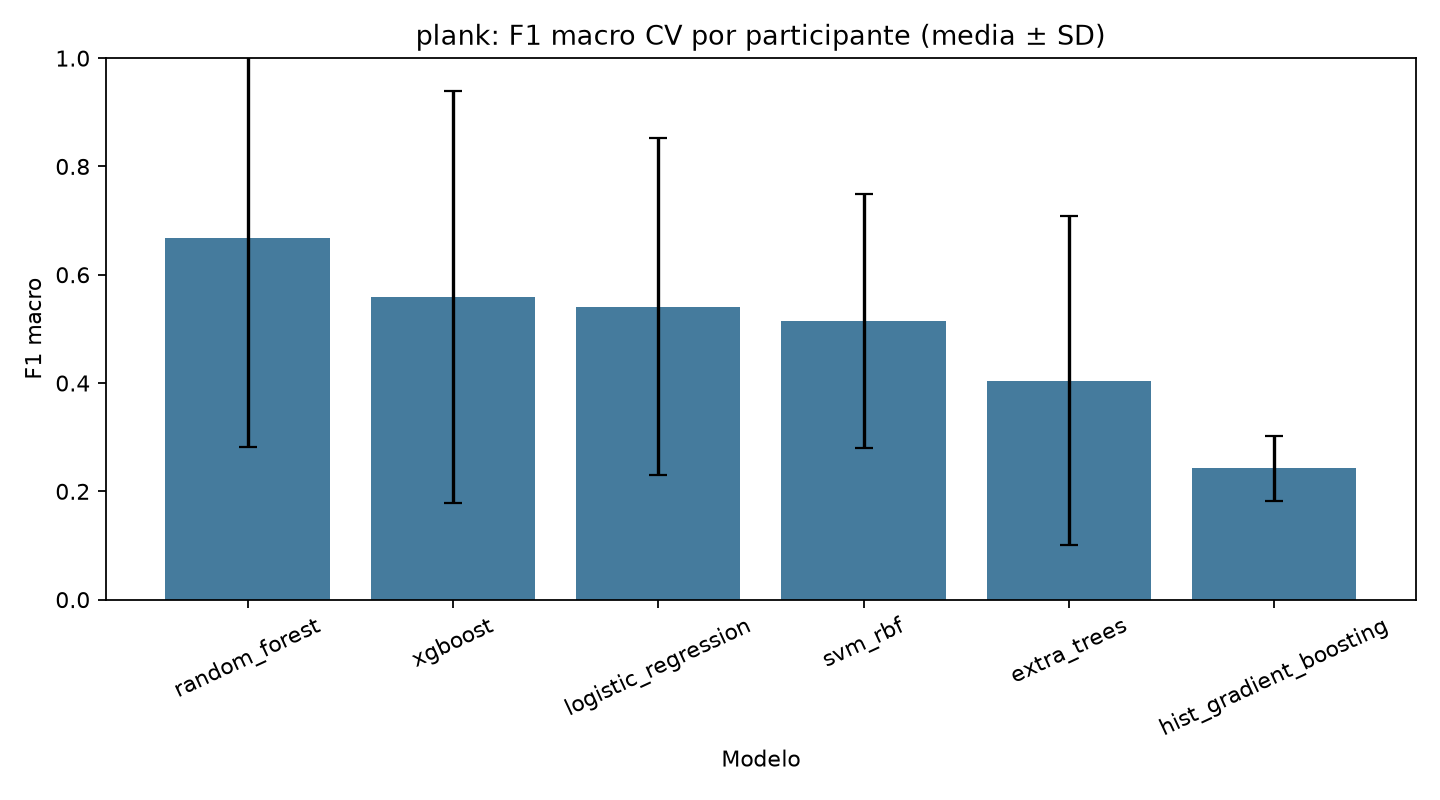 plank: F1 macro CV por participante (media ± SD)
F1 macro
1.0
0.8
0.6
0.4
0.2
0.0
random_forest
xgboost
logistic_regression
svm_rbf
extra_trees
hist_gradient_boosting
Modelo